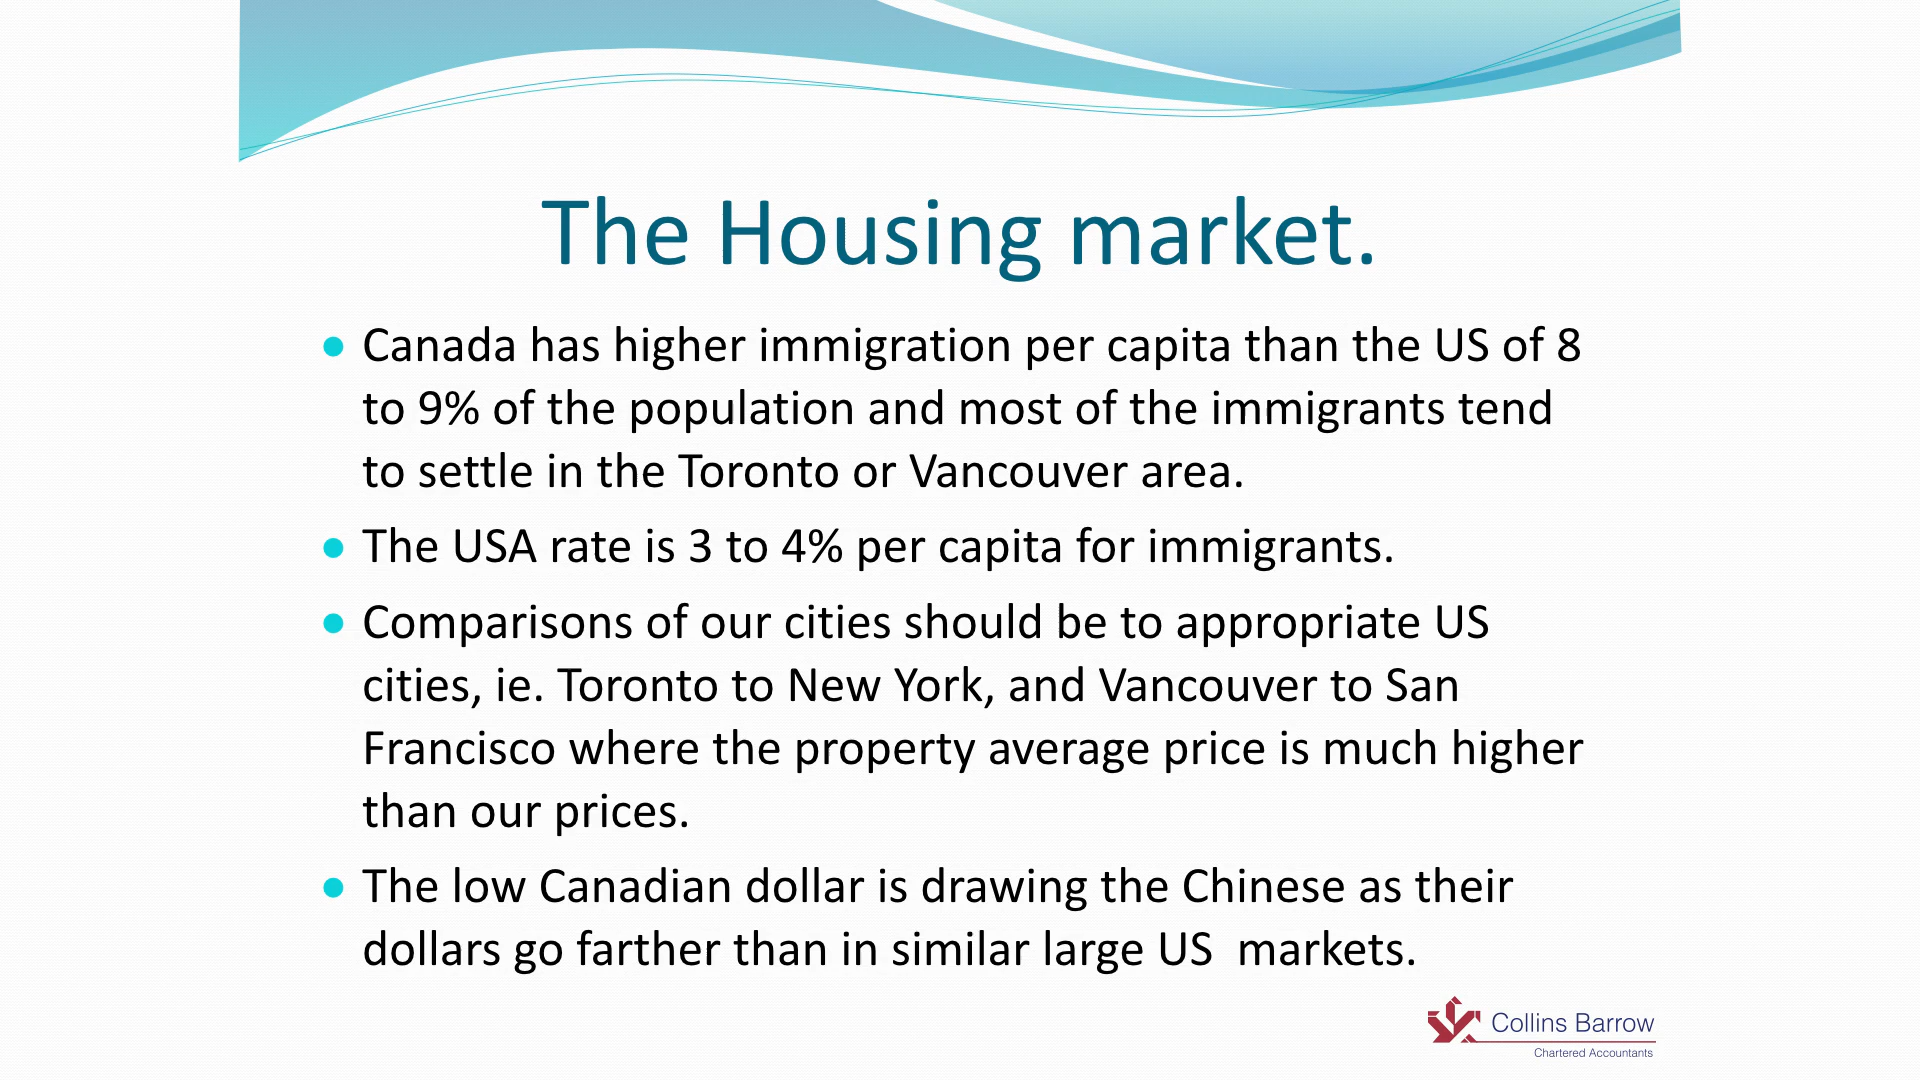 The Housing market.
• Canada has higher immigration per capita than the US of 8
to 9% of the population and most of the immigrants tend
to settle in the Toronto or Vancouver area.
• The USA rate is 3 to 4% per capita for immigrants.
• Comparisons of our cities should be to appropriate US
cities, ie. Toronto to New York, and Vancouver to San
Francisco where the property average price is much higher
than our prices.
• The low Canadian dollar is drawing the Chinese as their
dollars go farther than in similar large US  markets.
Collins Barrow
Chartered Accountants